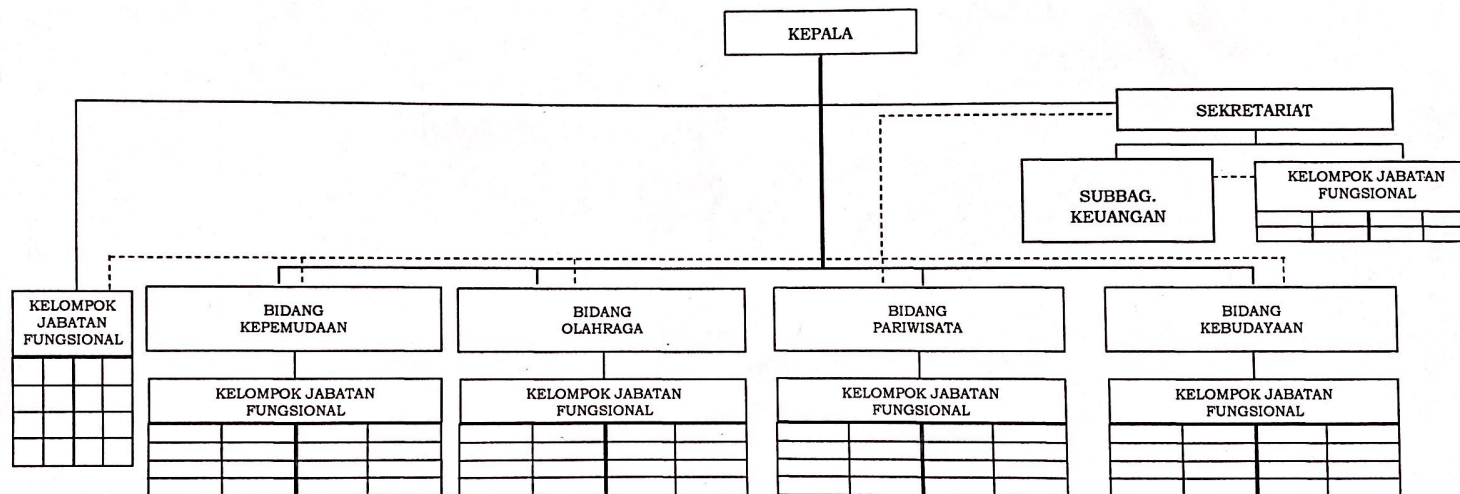 KEPALA
SEKRETARIAT
SUBBAG.
KEUANGAN
KELOMPOK JABATAN
FUNGSIONAL
KELOMPOK
JABATAN
FUNGSIONAL
BIDANG
KEPEMUDAAN
BIDANG
OLAHRAGA
BIDANG
PARIWISATA
BIDANG
KEBUDAYAAN
KELOMPOK JABATAN
FUNGSIONAL
KELOMPOK JABATAN
FUNGSIONAL
KELOMPOK JABATAN
FUNGSIONAL
KELOMPOK JABATAN
FUNGSIONAL